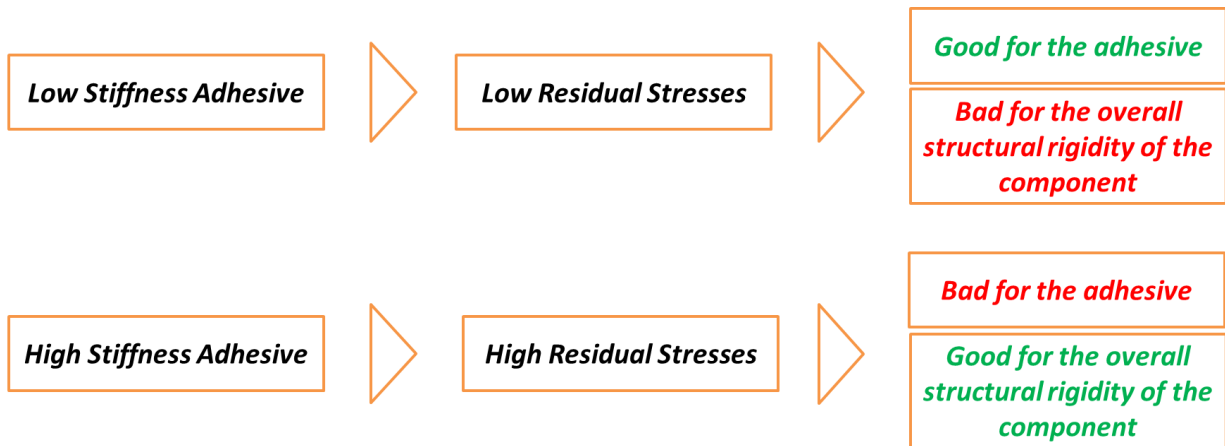 Low Stiffness Adhesive
Low Residual Stresses
Good for the adhesive
Bad for the overall
structural rigidity of the
component
High Stiffness Adhesive
High Residual Stresses
Bad for the adhesive
Good for the overall
structural rigidity of the
component